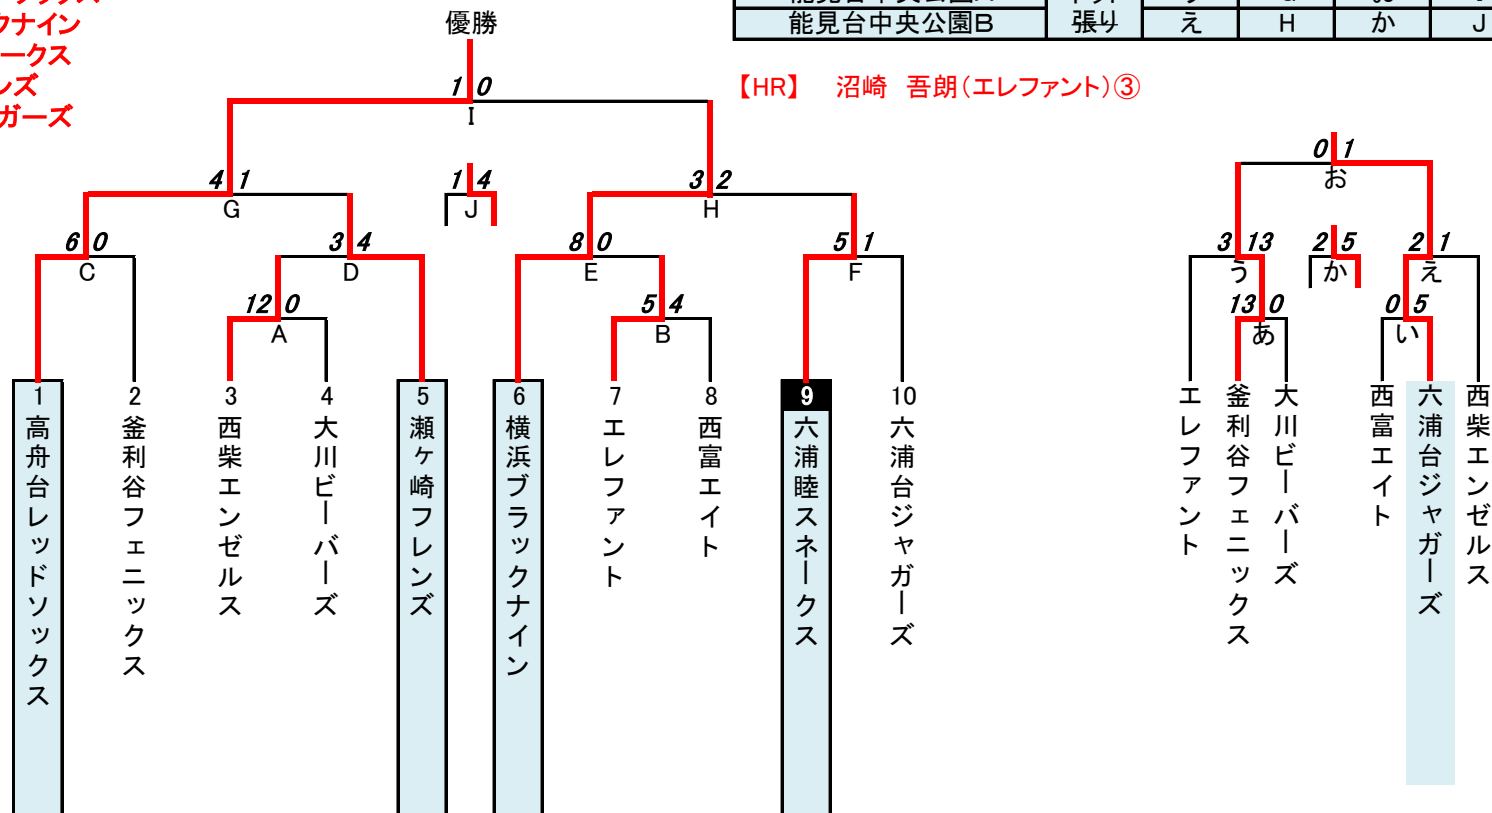 クナイン
ークス
ンズ
ガーズ
能見台中央公園B 張り え H か J
優勝
【HR】 沼崎 吾朗(エレファント)③
1 0
I
0 1
お
4 1
G
1 4
J
3 2
H
6 0
C
3 4
D
8 0
E
5 1
F
3 13
う
2 5
か
2 1
え
12 0
A
5 4
B
13 0
あ
0 5
い
1 高舟台レッドソックス
2 釜利谷フェニックス
3 西柴エンゼルス
4 大川ビーバーズ
5 瀬ヶ崎フレンズ
6 横浜ブラックナイン
7 エレファント
8 西富エイト
9 六浦睦スネークス
10 六浦台ジャガーズ
エレファント
釜利谷フェニックス
大川ビーバーズ
西富エイト
六浦台ジャガーズ
西柴エンゼルス